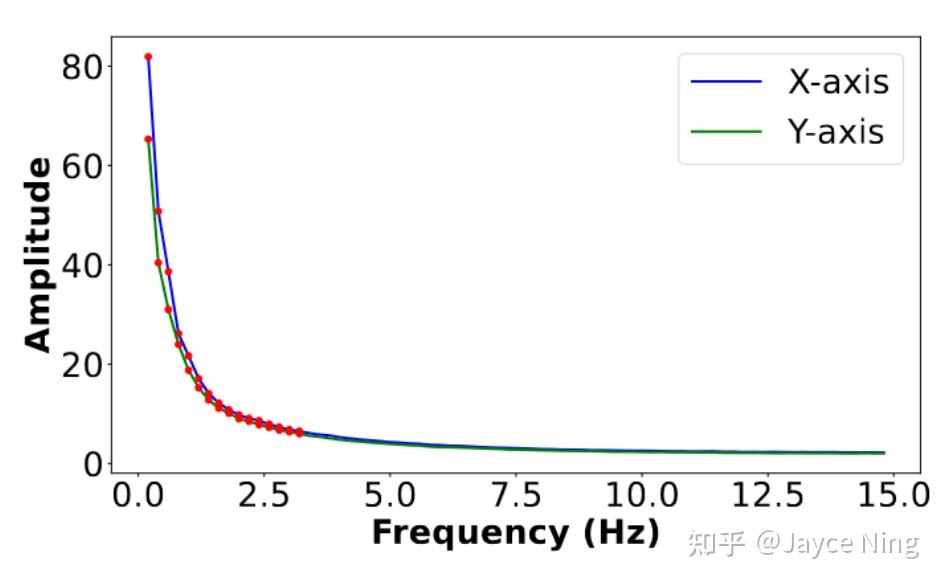 80
60
40
20
0
Amplitude
X-axis
Y-axis
0.0 2.5 5.0 7.5 10.0 12.5 15.0
Frequency (Hz)
知乎 @Jayce Ning